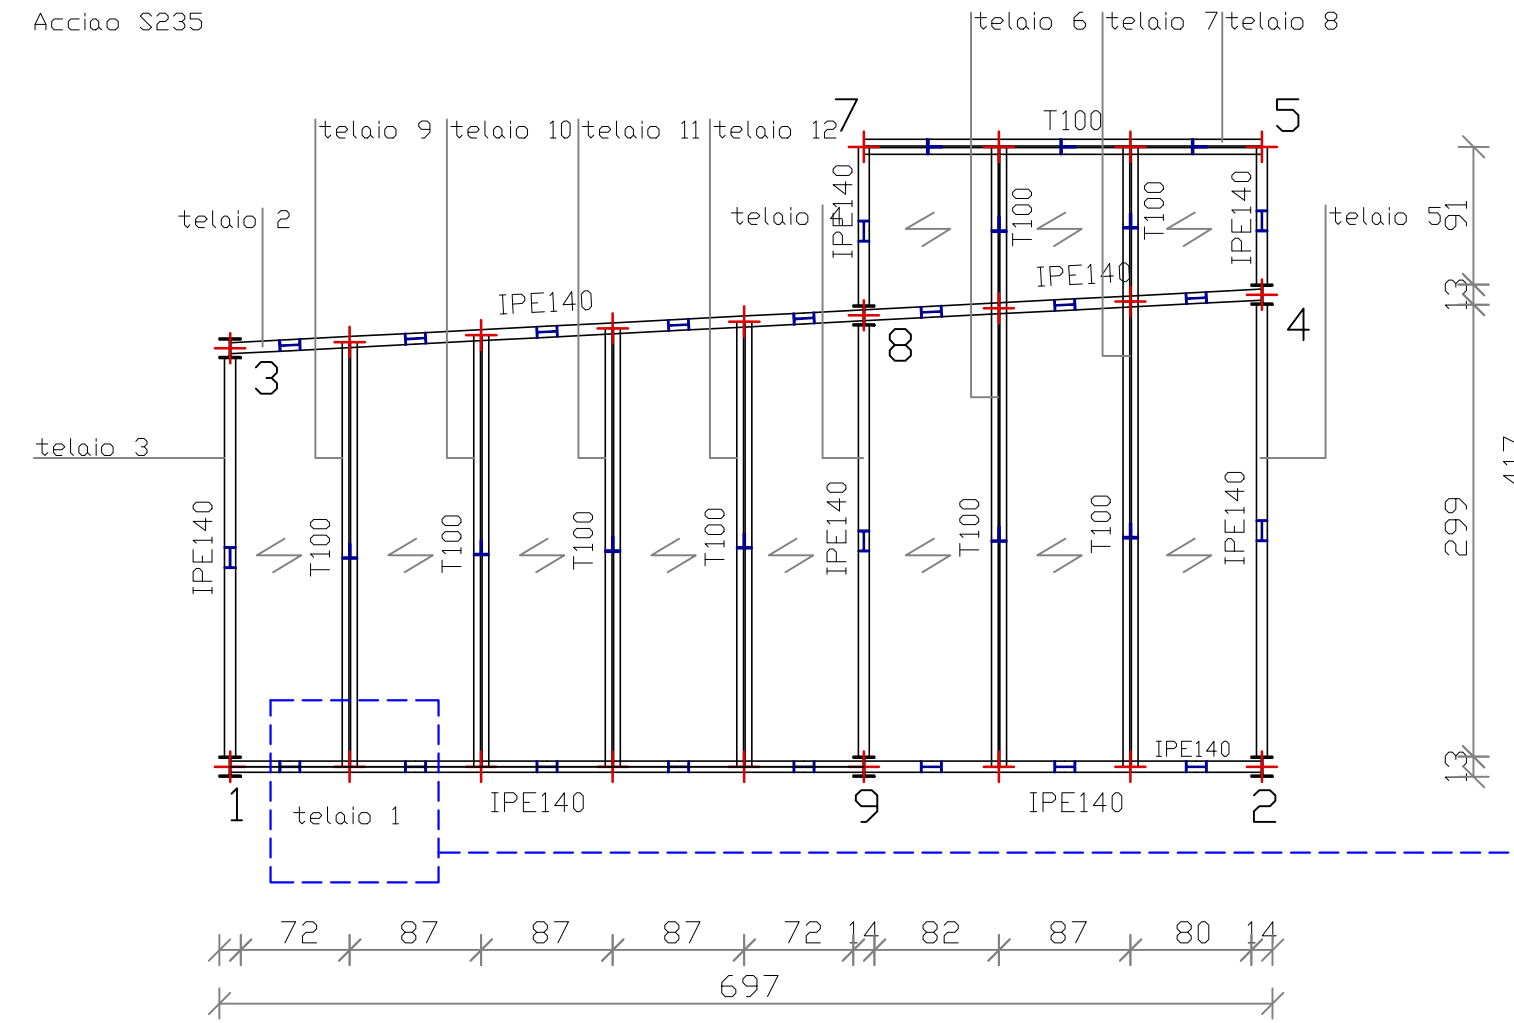 Acciao S235
telaio 6
telaio 7
telaio 8
7
T100
5
telaio 9
telaio 10
telaio 11
telaio 12
telaio 2
telaio 4
IPE140
T100
T100
IPE140
telaio 5
91
IPE140
IPE140
13
3
8
4
telaio 3
417
IPE140
T100
T100
T100
T100
IPE140
T100
T100
IPE140
299
IPE140
13
1
telaio 1
IPE140
9
IPE140
2
72
87
87
87
72
14
82
87
80
14
697